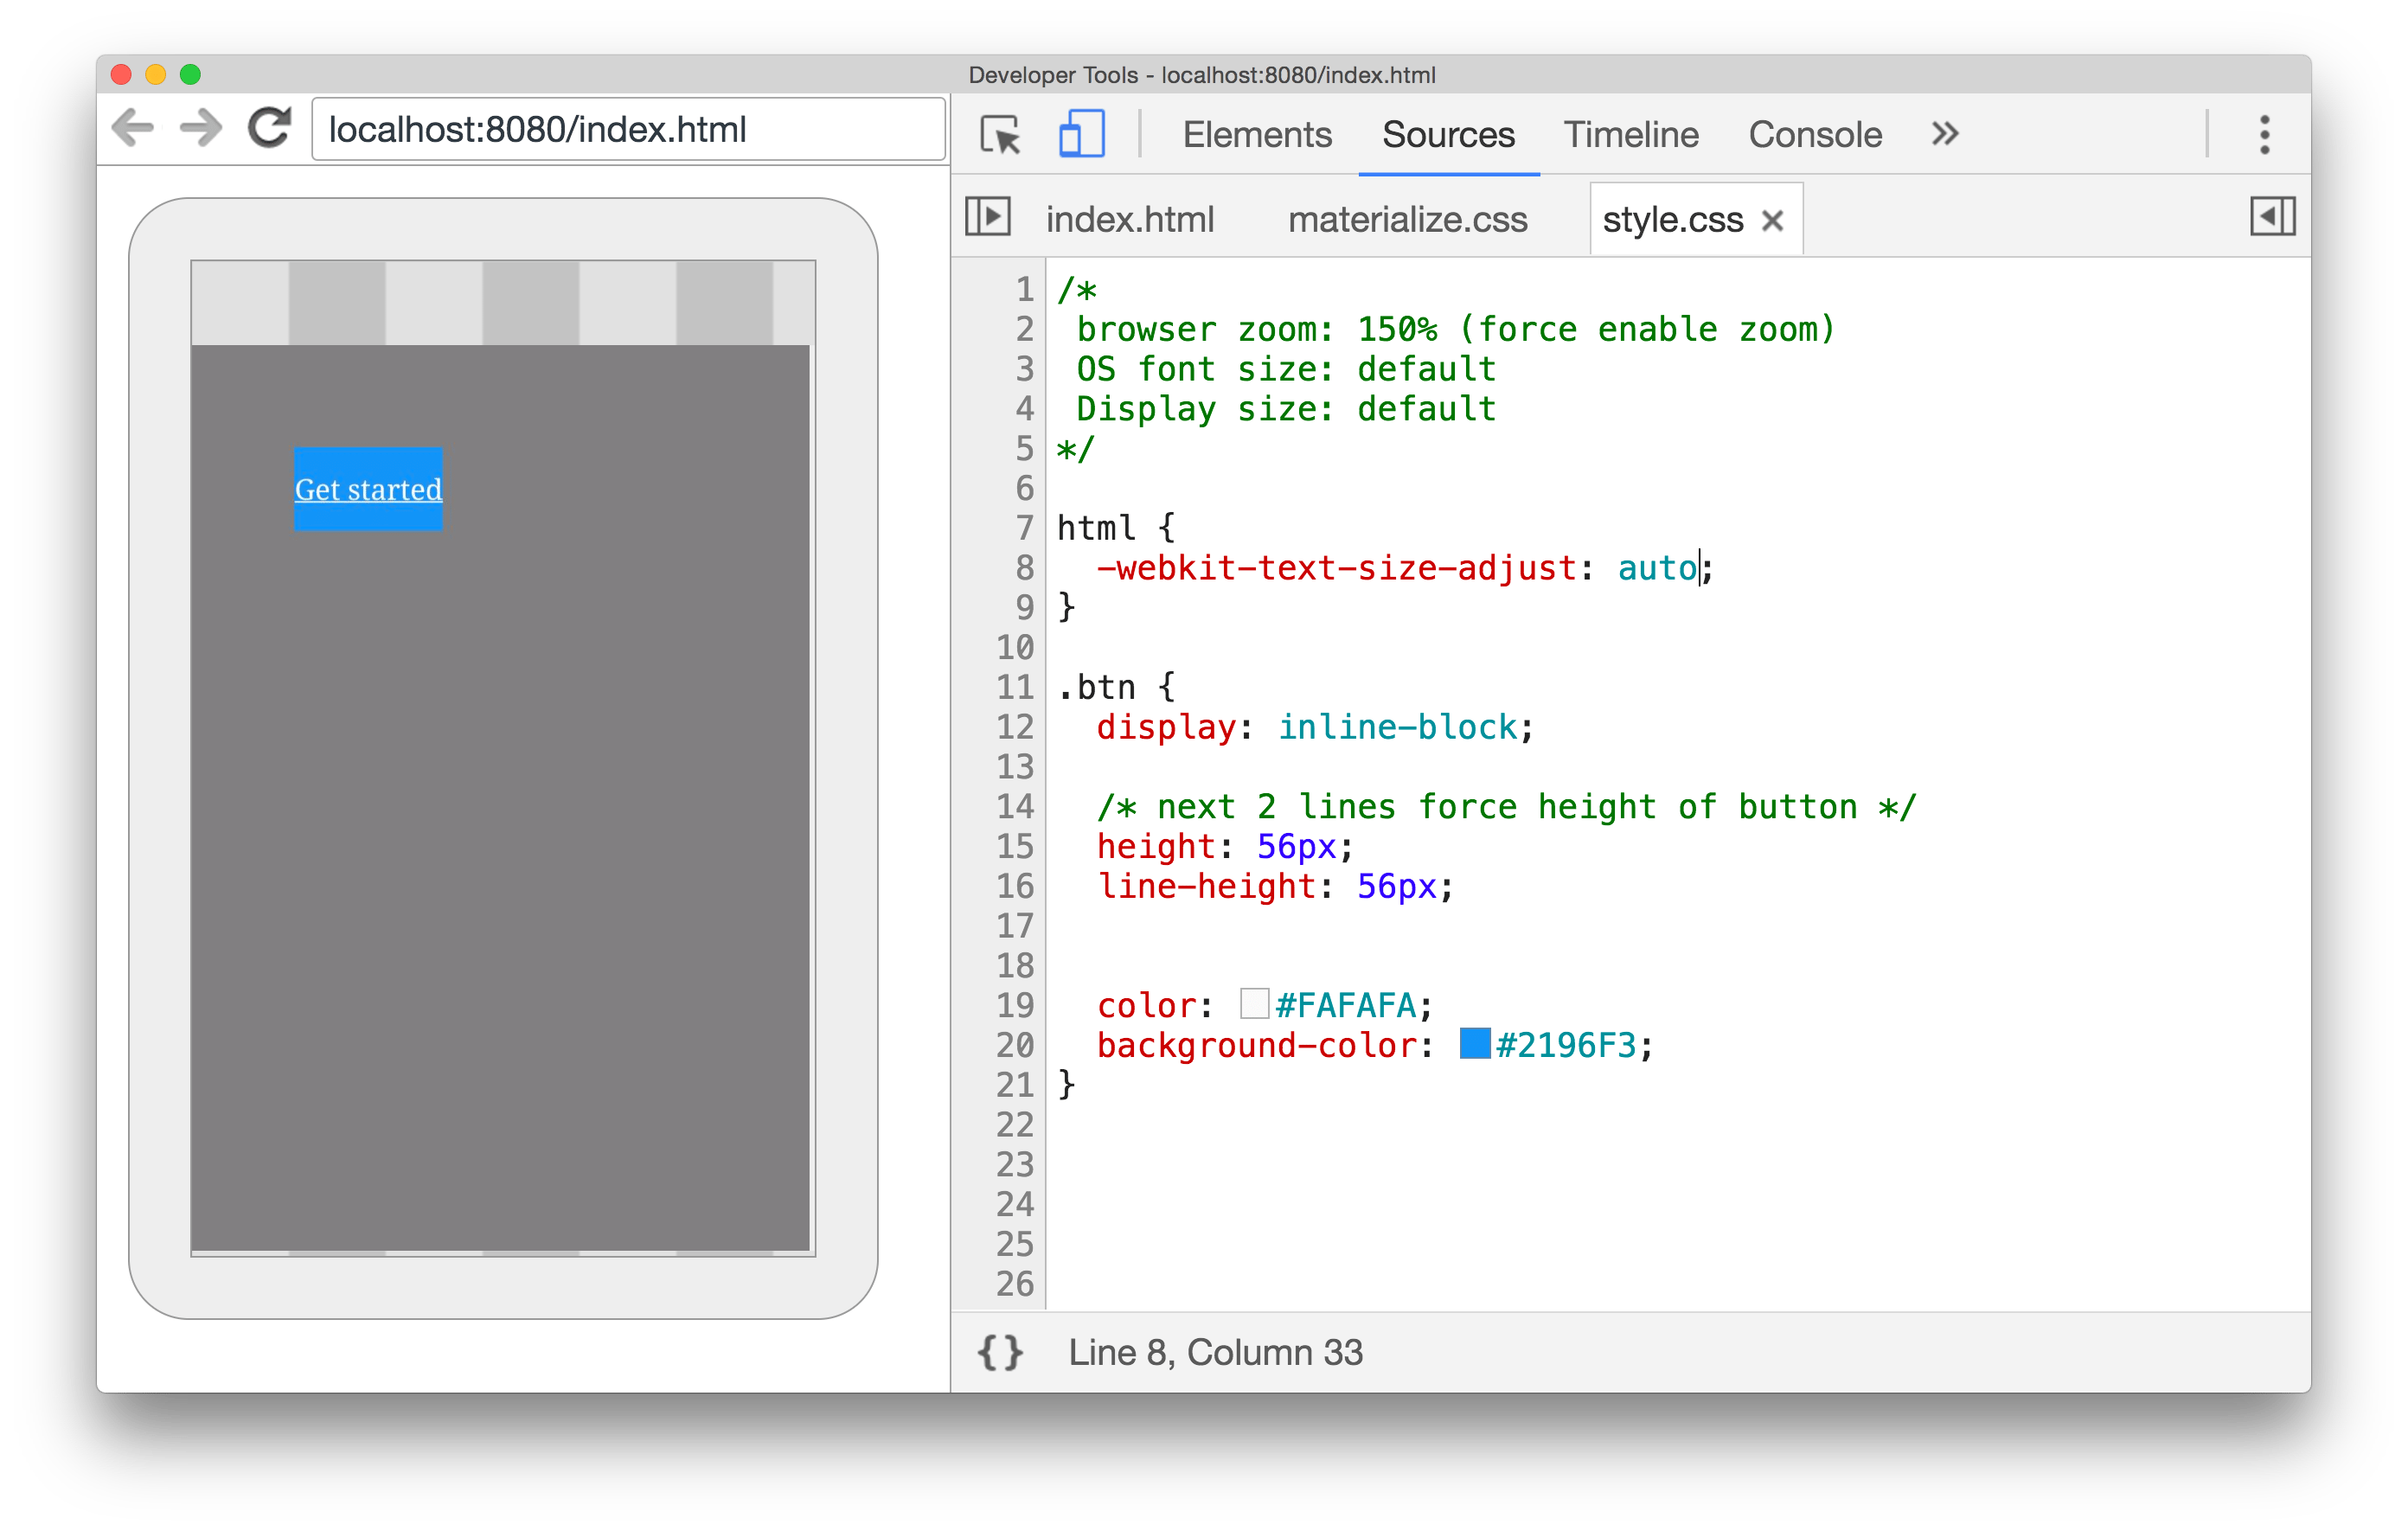 Developer Tools - localhost:8080/index.html
localhost:8080/index.html
Elements Sources Timeline Console »
index.html materialize.css style.css ×
Get started
1 /*
2  browser zoom: 150% (force enable zoom)
3  OS font size: default
4  Display size: default
5 */
6
7 html {
8   -webkit-text-size-adjust: auto;
9 }
10
11 .btn {
12   display: inline-block;
13
14   /* next 2 lines force height of button */
15   height: 56px;
16   line-height: 56px;
17
18
19   color: #FAFAFA;
20   background-color: #2196F3;
21 }
22
23
24
25
26
{} Line 8, Column 33